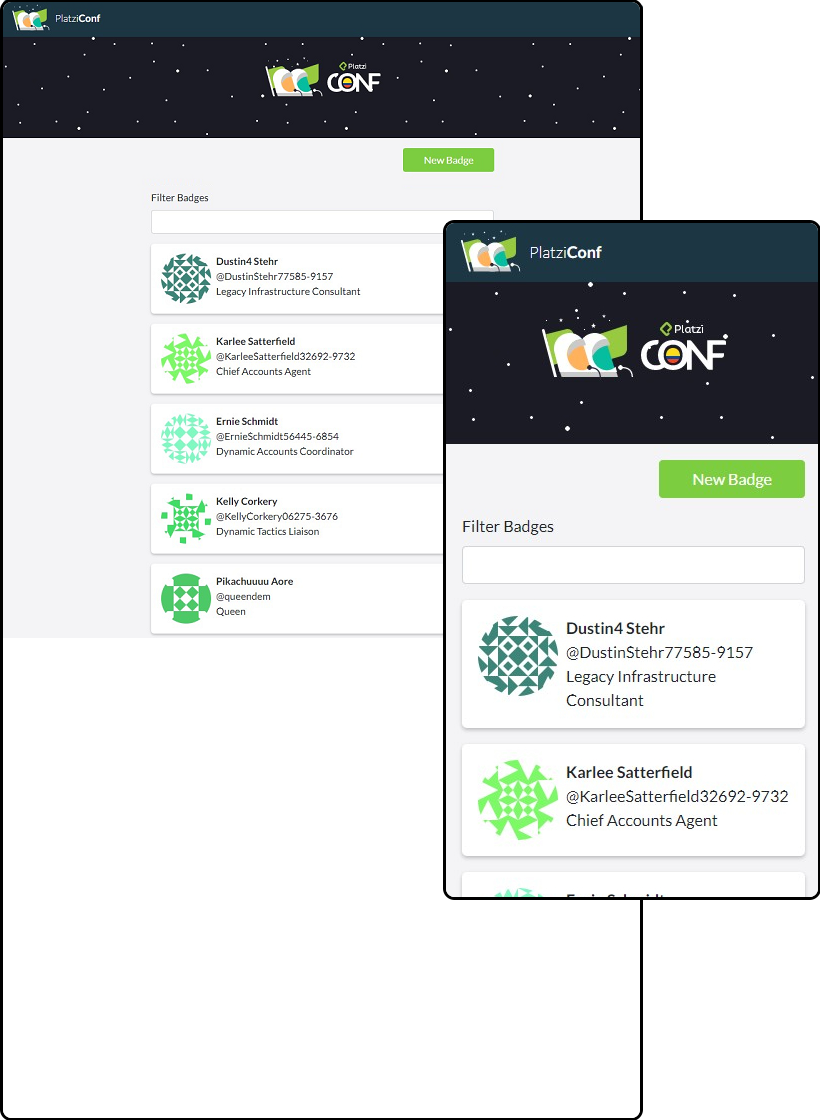 PlatziConf
Platzi
CONF
New Badge
Filter Badges
Dustin4 Stehr
@DustinStehr77585-9157
Legacy Infrastructure Consultant
Karlee Satterfield
@KarleeSatterfield32692-9732
Chief Accounts Agent
Ernie Schmidt
@ErnieSchmidt56445-6854
Dynamic Accounts Coordinator
Kelly Corkery
@KellyCorkery06275-3676
Dynamic Tactics Liaison
Pikachuuuu Aore
@queendem
Queen
PlatziConf
Platzi
CONF
New Badge
Filter Badges
Dustin4 Stehr
@DustinStehr77585-9157
Legacy Infrastructure
Consultant
Karlee Satterfield
@KarleeSatterfield32692-9732
Chief Accounts Agent